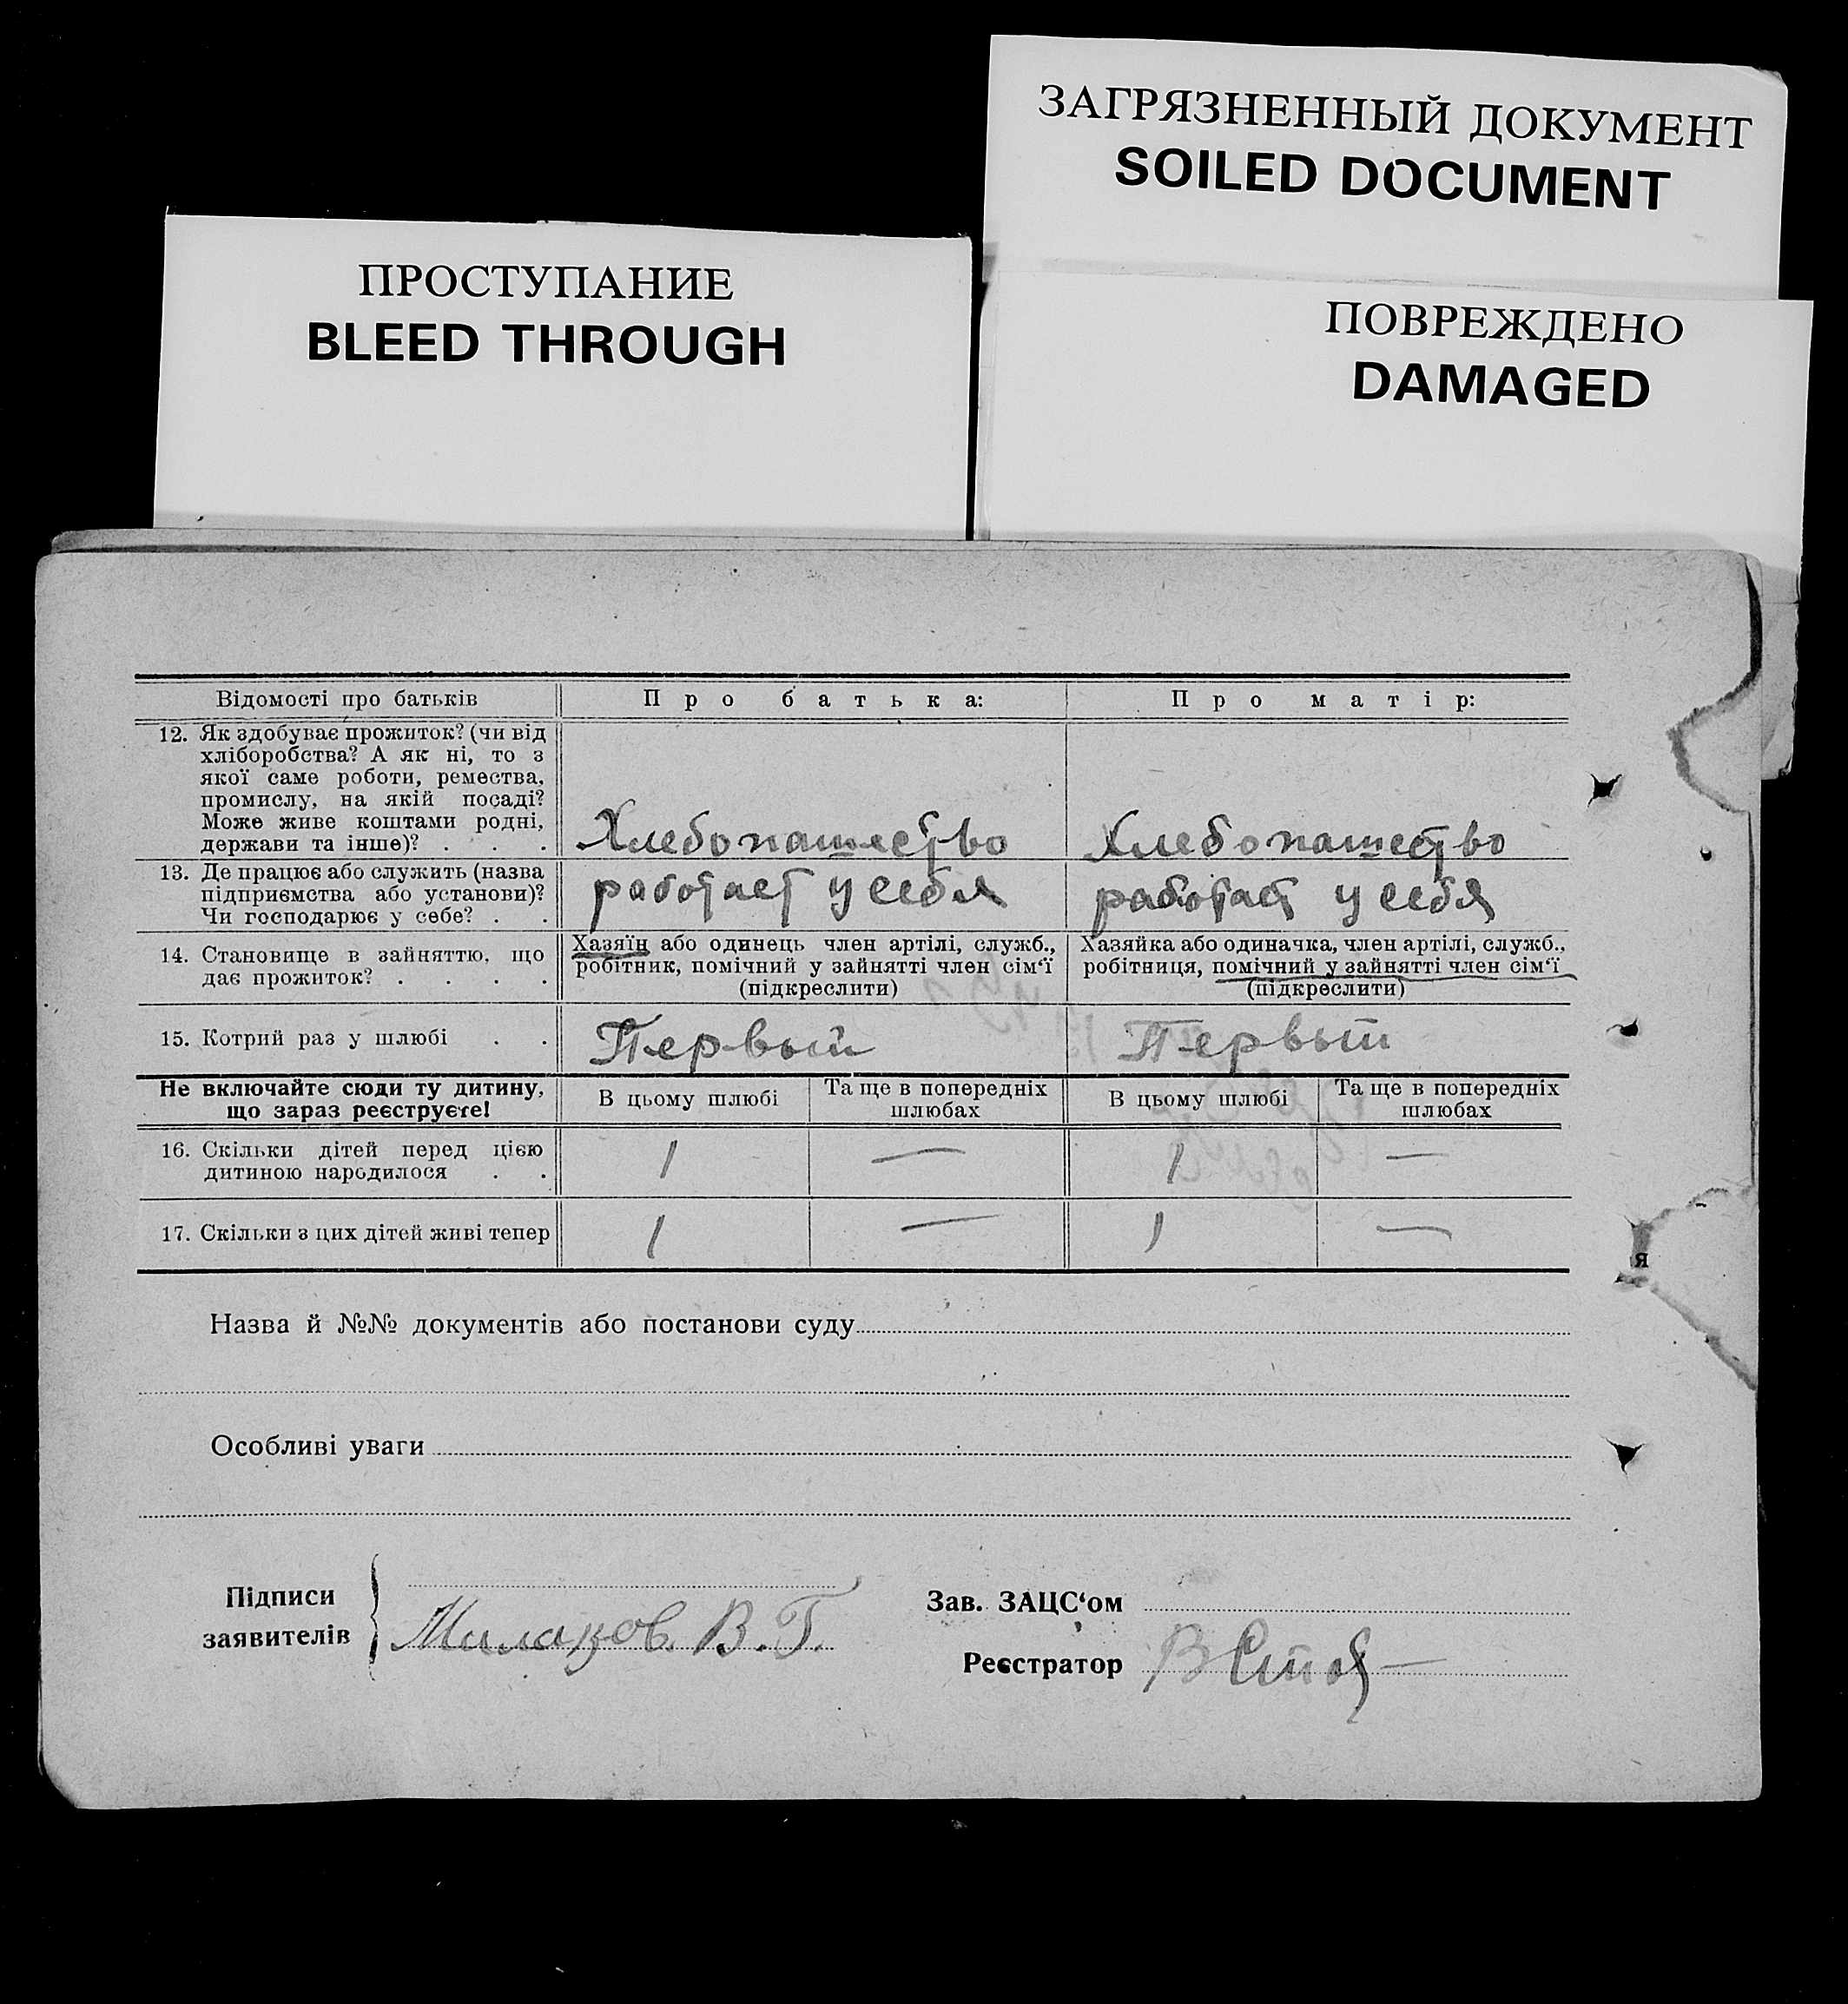 ЗАГРЯЗНЕННЫЙ ДОКУМЕНТ
SOILED DOCUMENT
ПРОСТУПАНИЕ
BLEED THROUGH
ПОВРЕЖДЕНО
DAMAGED
Відомості про батьків
Про батька:
Про матір:
12. Як здобуває прожиток? (чи від
хліборобства? А як ні, то з
якої саме роботи, ремества,
промислу, на якій посаді?
Може живе коштами родні,
держави та інше)? . . .
Хлебопашество
Хлебопашество
13. Де працює або служить (назва
підприємства або установи)?
Чи господарює у себе? . .
работает у себя
работает у себя
14. Становище в зайняттю, що
дає прожиток? . . . .
Хазяїн або одинець член артілі, служб.,
робітник, помічний у зайнятті член сім‘ї
(підкреслити)
Хазяйка або одиначка, член артілі, служб.,
робітниця, помічний у зайнятті член сім‘ї
(підкреслити)
15. Котрий раз у шлюбі . .
Первый
Первый
Не включайте сюди ту дитину,
що зараз реєструєте!
В цьому шлюбі
Та ще в попередніх
шлюбах
В цьому шлюбі
Та ще в попередніх
шлюбах
16. Скільки дітей перед цією
дитиною народилося . .
1
—
1
—
17. Скільки з цих дітей живі тепер
1
—
1
—
я
Назва й №№ документів або постанови суду
Особливі уваги
Підписи
заявителів
В. Г.
Зав. ЗАЦС‘ом
Реєстратор